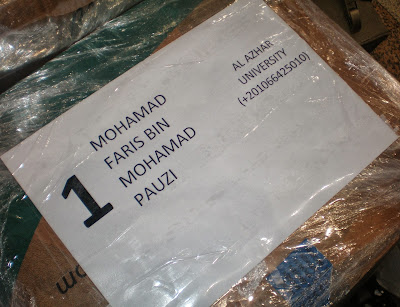 1
MOHAMAD
FARIS BIN
MOHAMAD
PAUZI
AL AZHAR
UNIVERSITY
(+201066425010)